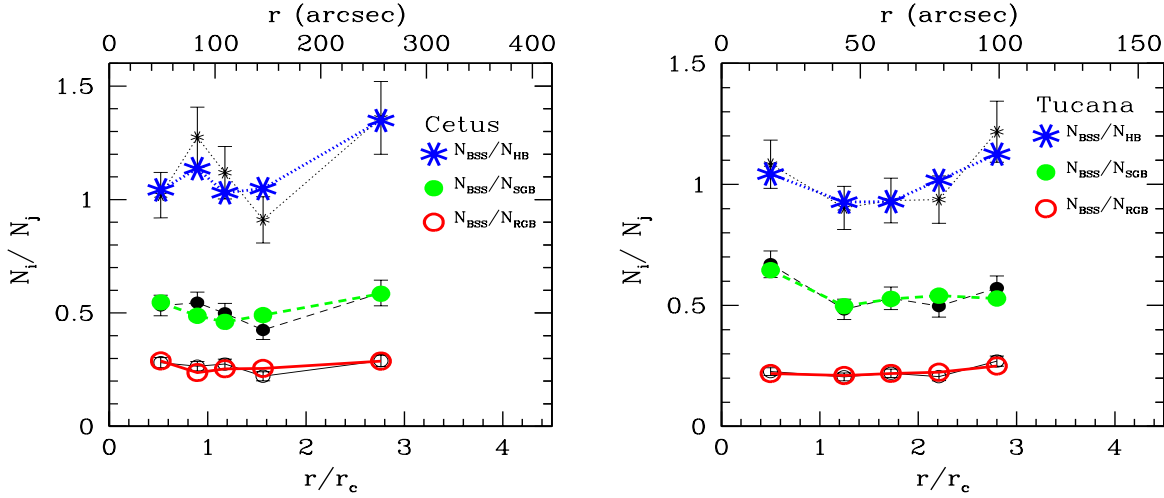 r (arcsec)
0 100 200 300 400
1.5
1
0.5
0
N_i / N_j
Cetus
N_BSS/N_HB
N_BSS/N_SGB
N_BSS/N_RGB
0 1 2 3 4
r/r_c
r (arcsec)
0 50 100 150
1.5
1
0.5
0
N_i / N_j
Tucana
N_BSS/N_HB
N_BSS/N_SGB
N_BSS/N_RGB
0 1 2 3 4
r/r_c